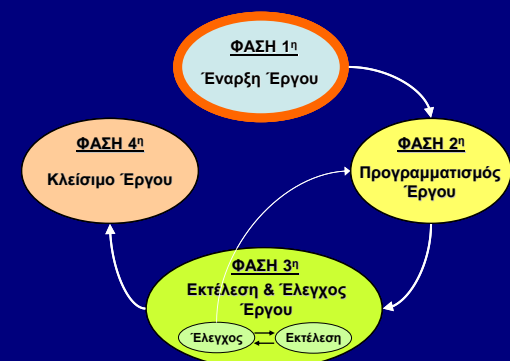 ΦΑΣΗ 1η
Έναρξη Έργου
ΦΑΣΗ 4η
Κλείσιμο Έργου
ΦΑΣΗ 2η
Προγραμματισμός
Έργου
ΦΑΣΗ 3η
Εκτέλεση & Έλεγχος
Έργου
Έλεγχος
Εκτέλεση